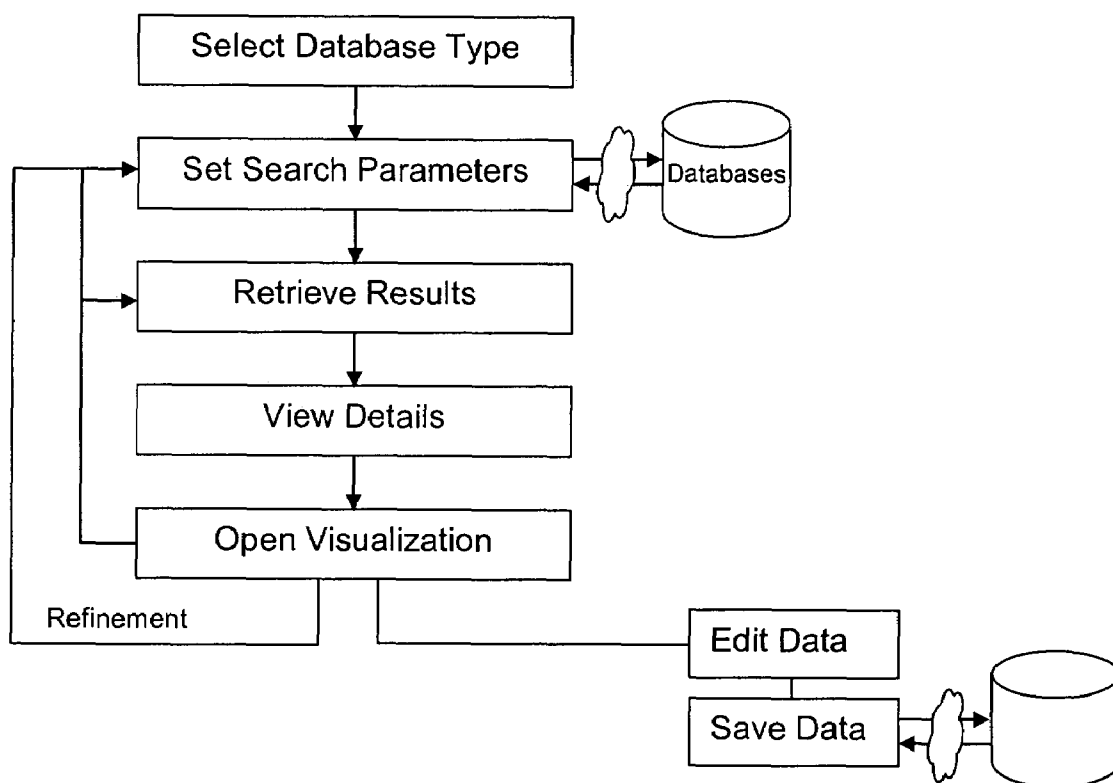 Select Database Type
Set Search Parameters
Databases
Retrieve Results
View Details
Open Visualization
Refinement
Edit Data
Save Data